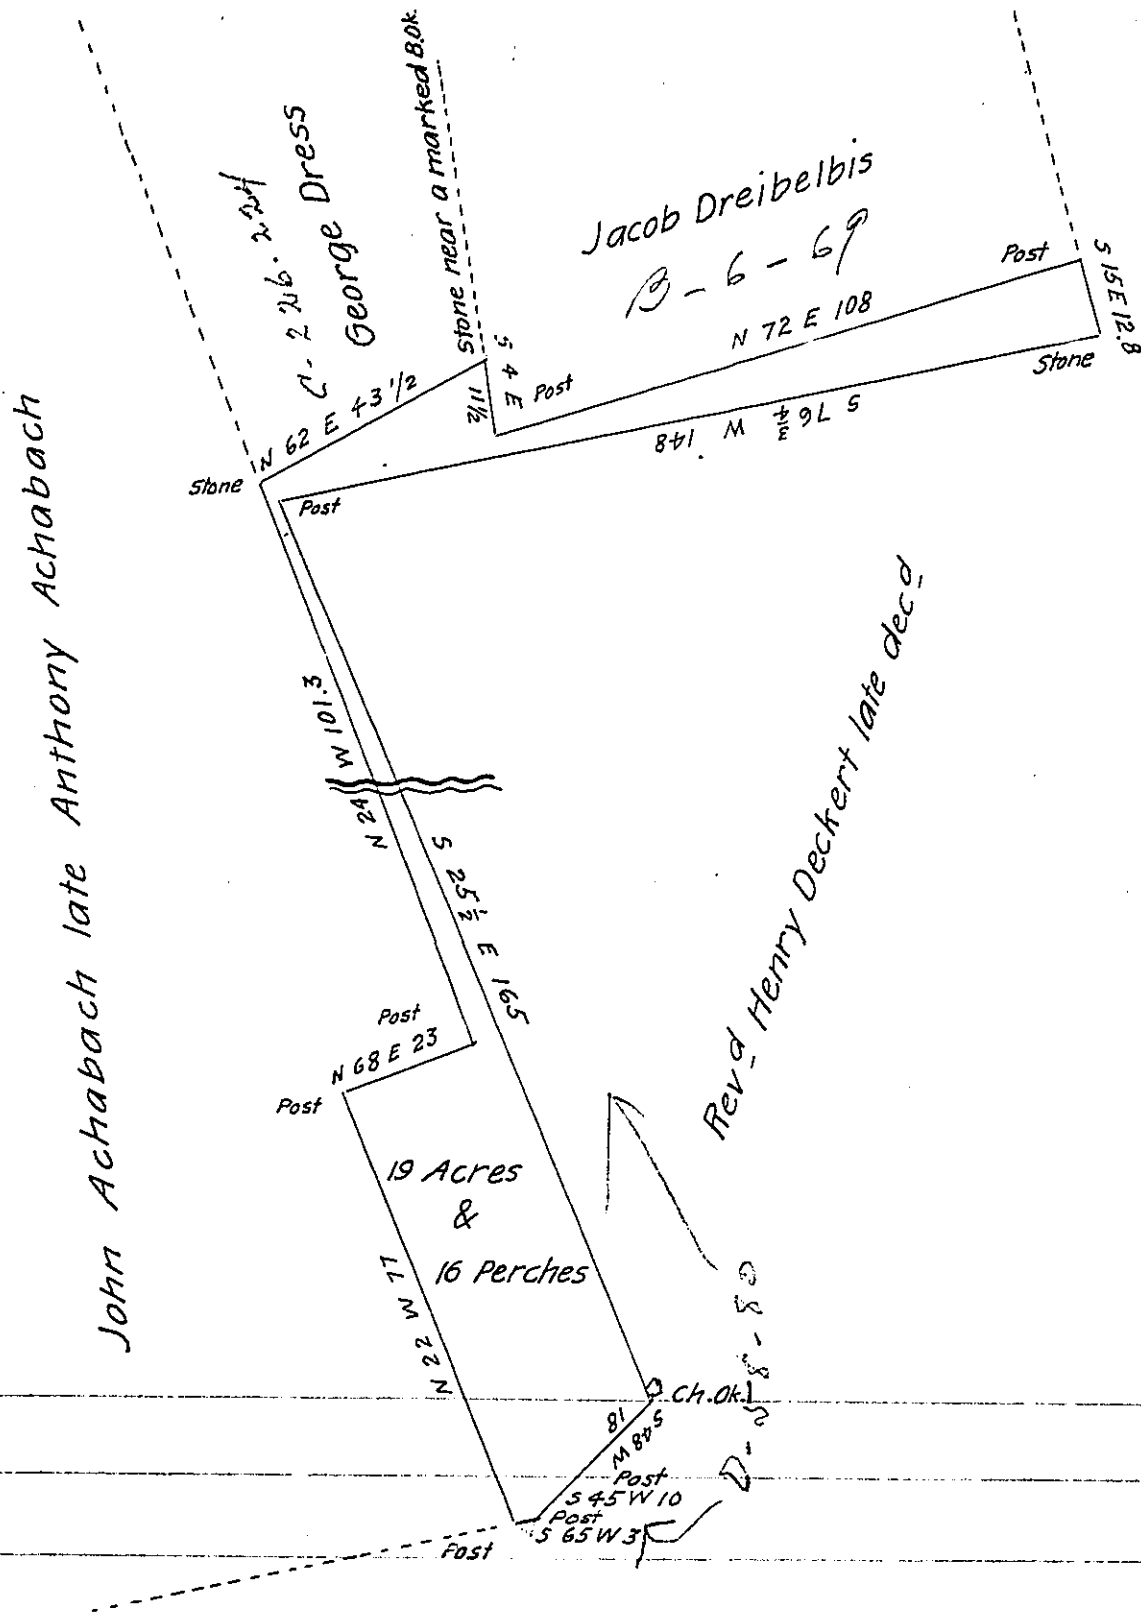 Stone near a marked B.Ok.
C-226.224
George Dress
Jacob Dreibelbis
B-6-69
Post
S 15 E 12.8
N 72 E 108
S 4 E
11½
Post
N 62 E 43½
Stone
Stone
S 76¾ W 148
Post
John Achabach late Anthony Achabach
N 24 W 101.3
S 25½ E 165
Rev.d Henry Deckert late dec.d
Post
N 68 E 23
Post
19 Acres
&
16 Perches
N 22 W 77
Ch.Ok.
S 48 W
18
Post
S 45 W 10
Post
S 65 W 3
Post